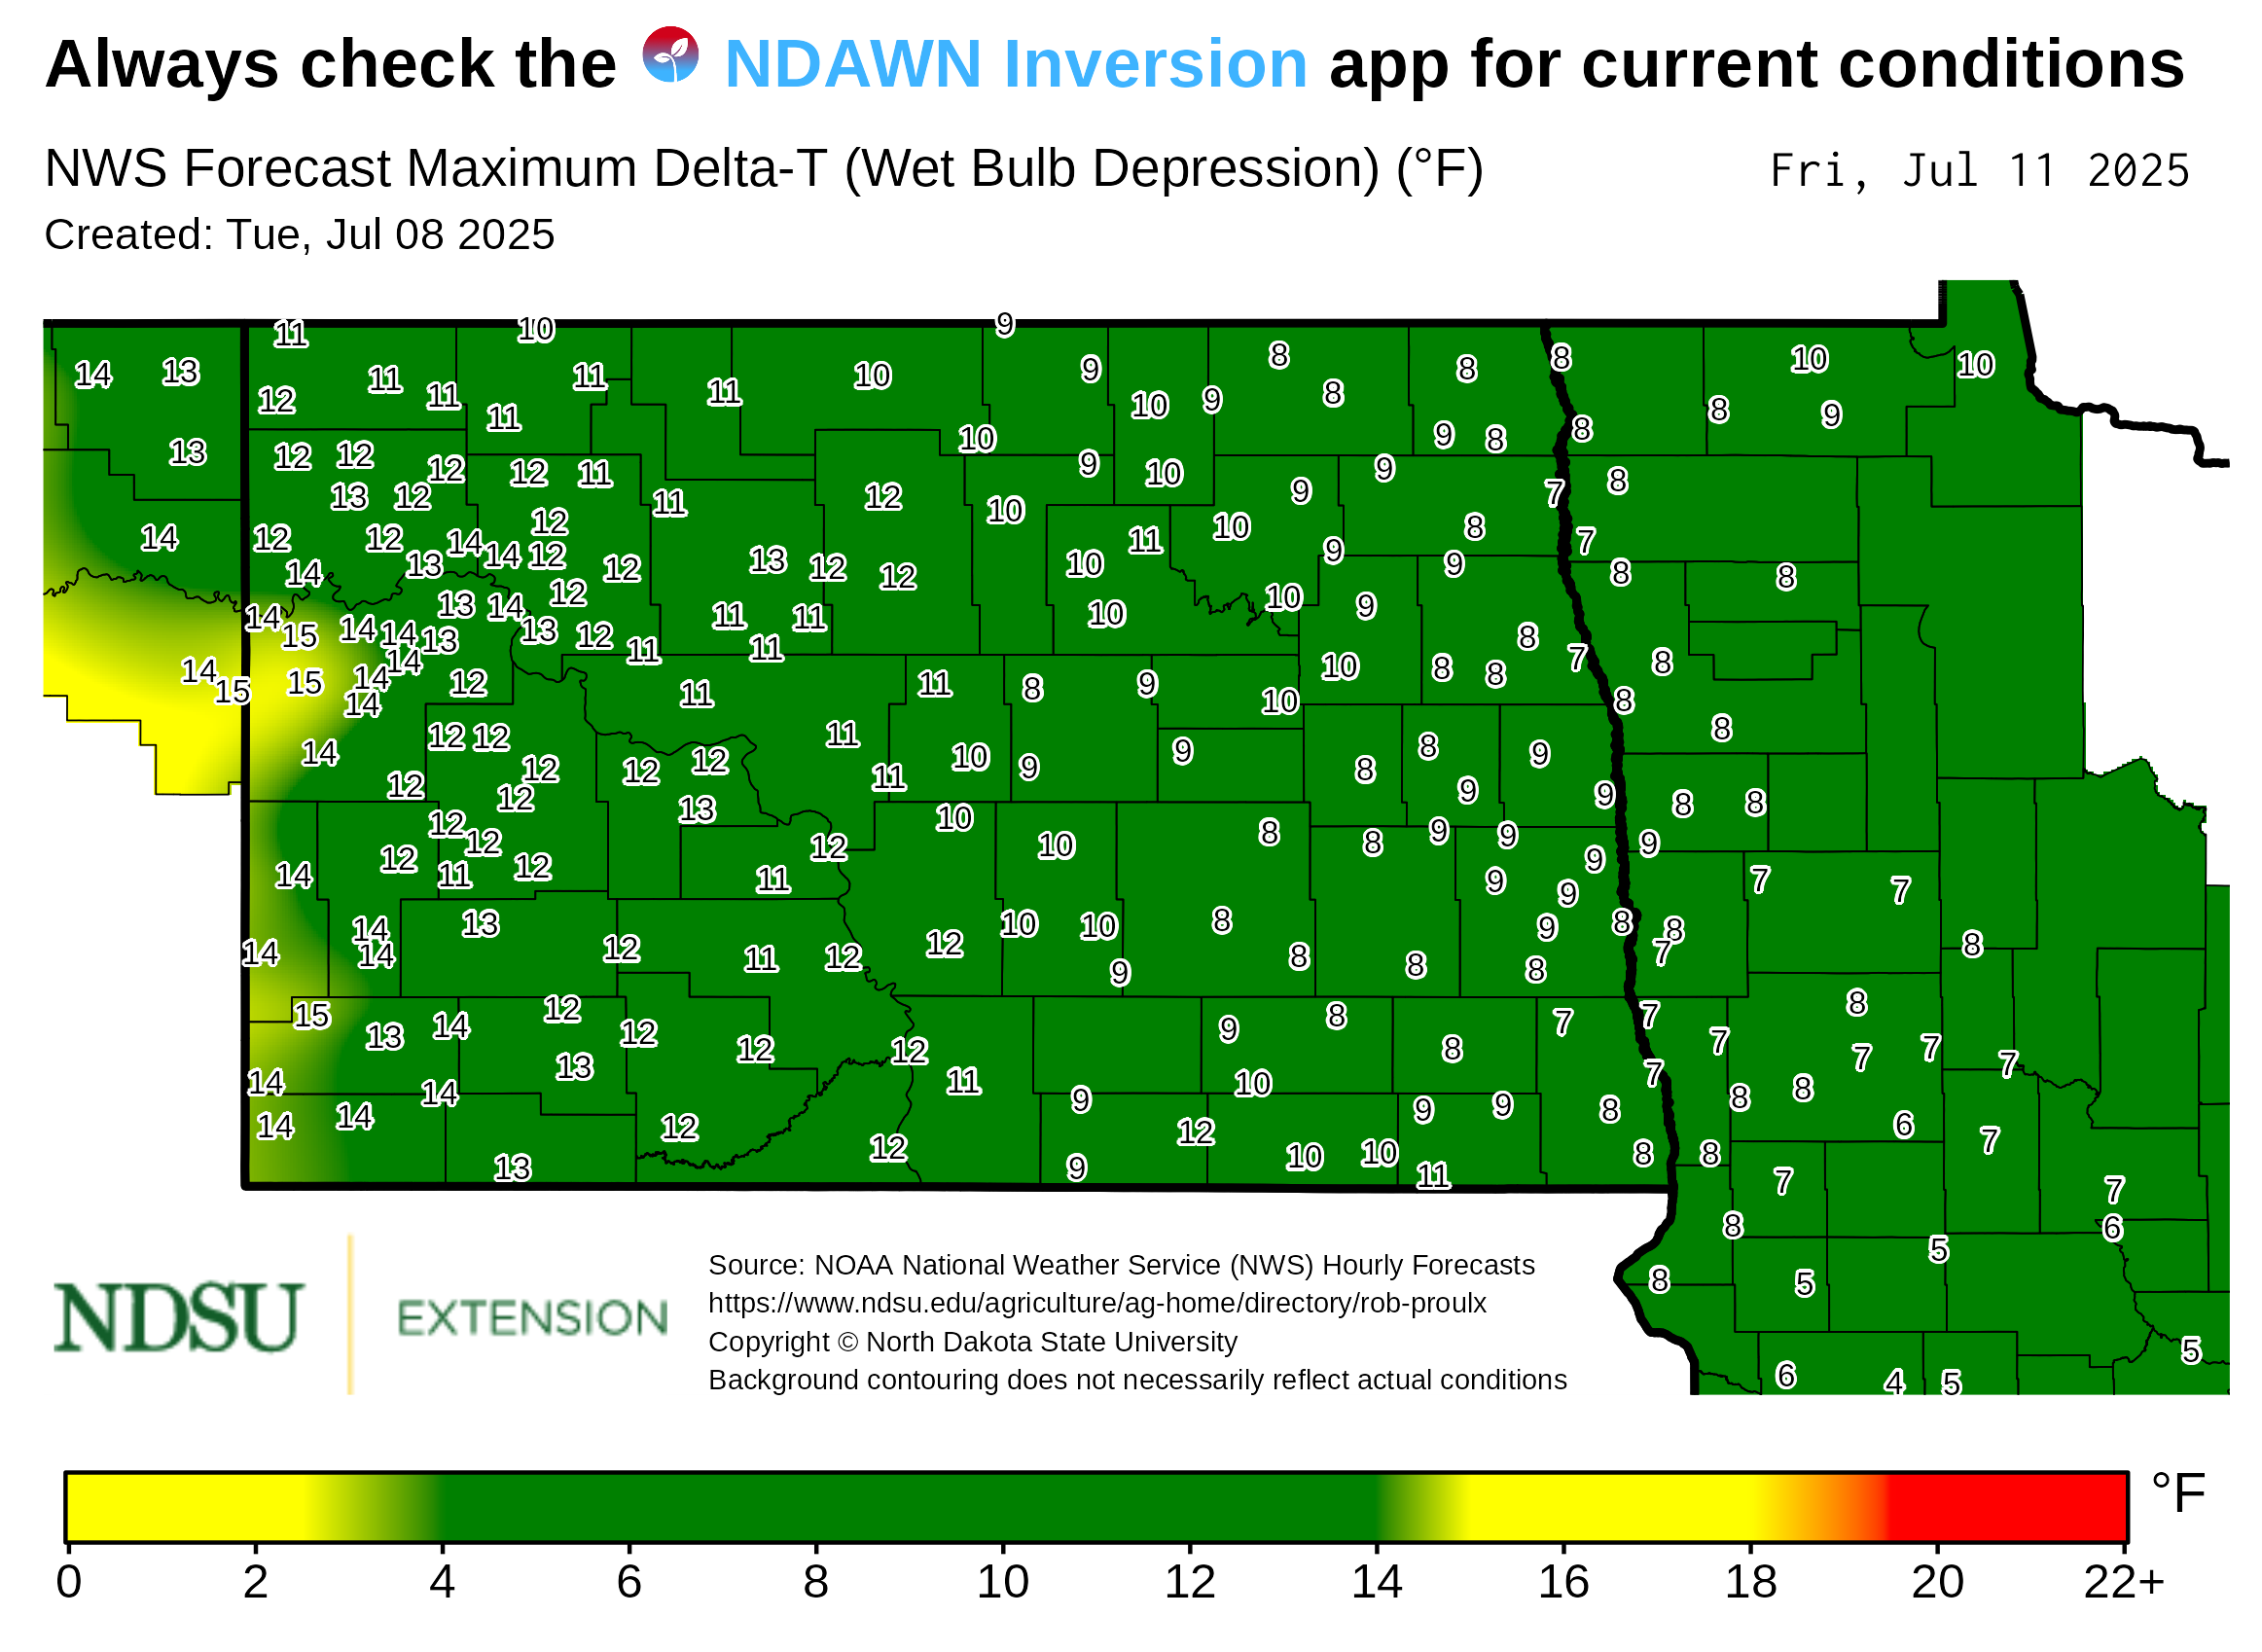 Always check the NDAWN Inversion app for current conditions
NWS Forecast Maximum Delta-T (Wet Bulb Depression) (°F) Fri, Jul 11 2025
Created: Tue, Jul 08 2025
11 10 9
14 13 12 11 11 11 11 11 10 9 8 8 8 8 10 10
10 9 8 9
13 12 12 12 11 12 11 10 9 10 9 8 8 9
13 12 11 12 10 9 9 7 8
14 12 12 14 13 14 12 12 12 13 12 12 11 10 10 9 8 9 7 8 8
14 13 14 12 11 11 10 10 9
14 15 14 14 13 13 12 11 11 8 7 8
14 15 15 14 14 14 12 11 11 8 9 10 10 8 8 8
14 12 12 12 12 12 12 12 13 11 11 10 9 9 8 8 9 9 9 8 8 8
12 12 12 11 12 12 11 10 10 8 8 9 9 9 9 9
14 7 7
14 14 14 13 12 11 12 12 10 10 9 8 8 8 9 9 8 8 8 7 8
15 13 14 12 13 12 12 12 11 9 8 10 8 7 7 7 7 8 7 7 7
14 14 14 14 13 12 12 9 9 12 10 10 11 9 9 8 8 8 8 8 6 7
7 7 8 6 5 5 8 5
6 4 5
NDSU EXTENSION
Source: NOAA National Weather Service (NWS) Hourly Forecasts
https://www.ndsu.edu/agriculture/ag-home/directory/rob-proulx
Copyright © North Dakota State University
Background contouring does not necessarily reflect actual conditions
°F
0 2 4 6 8 10 12 14 16 18 20 22+